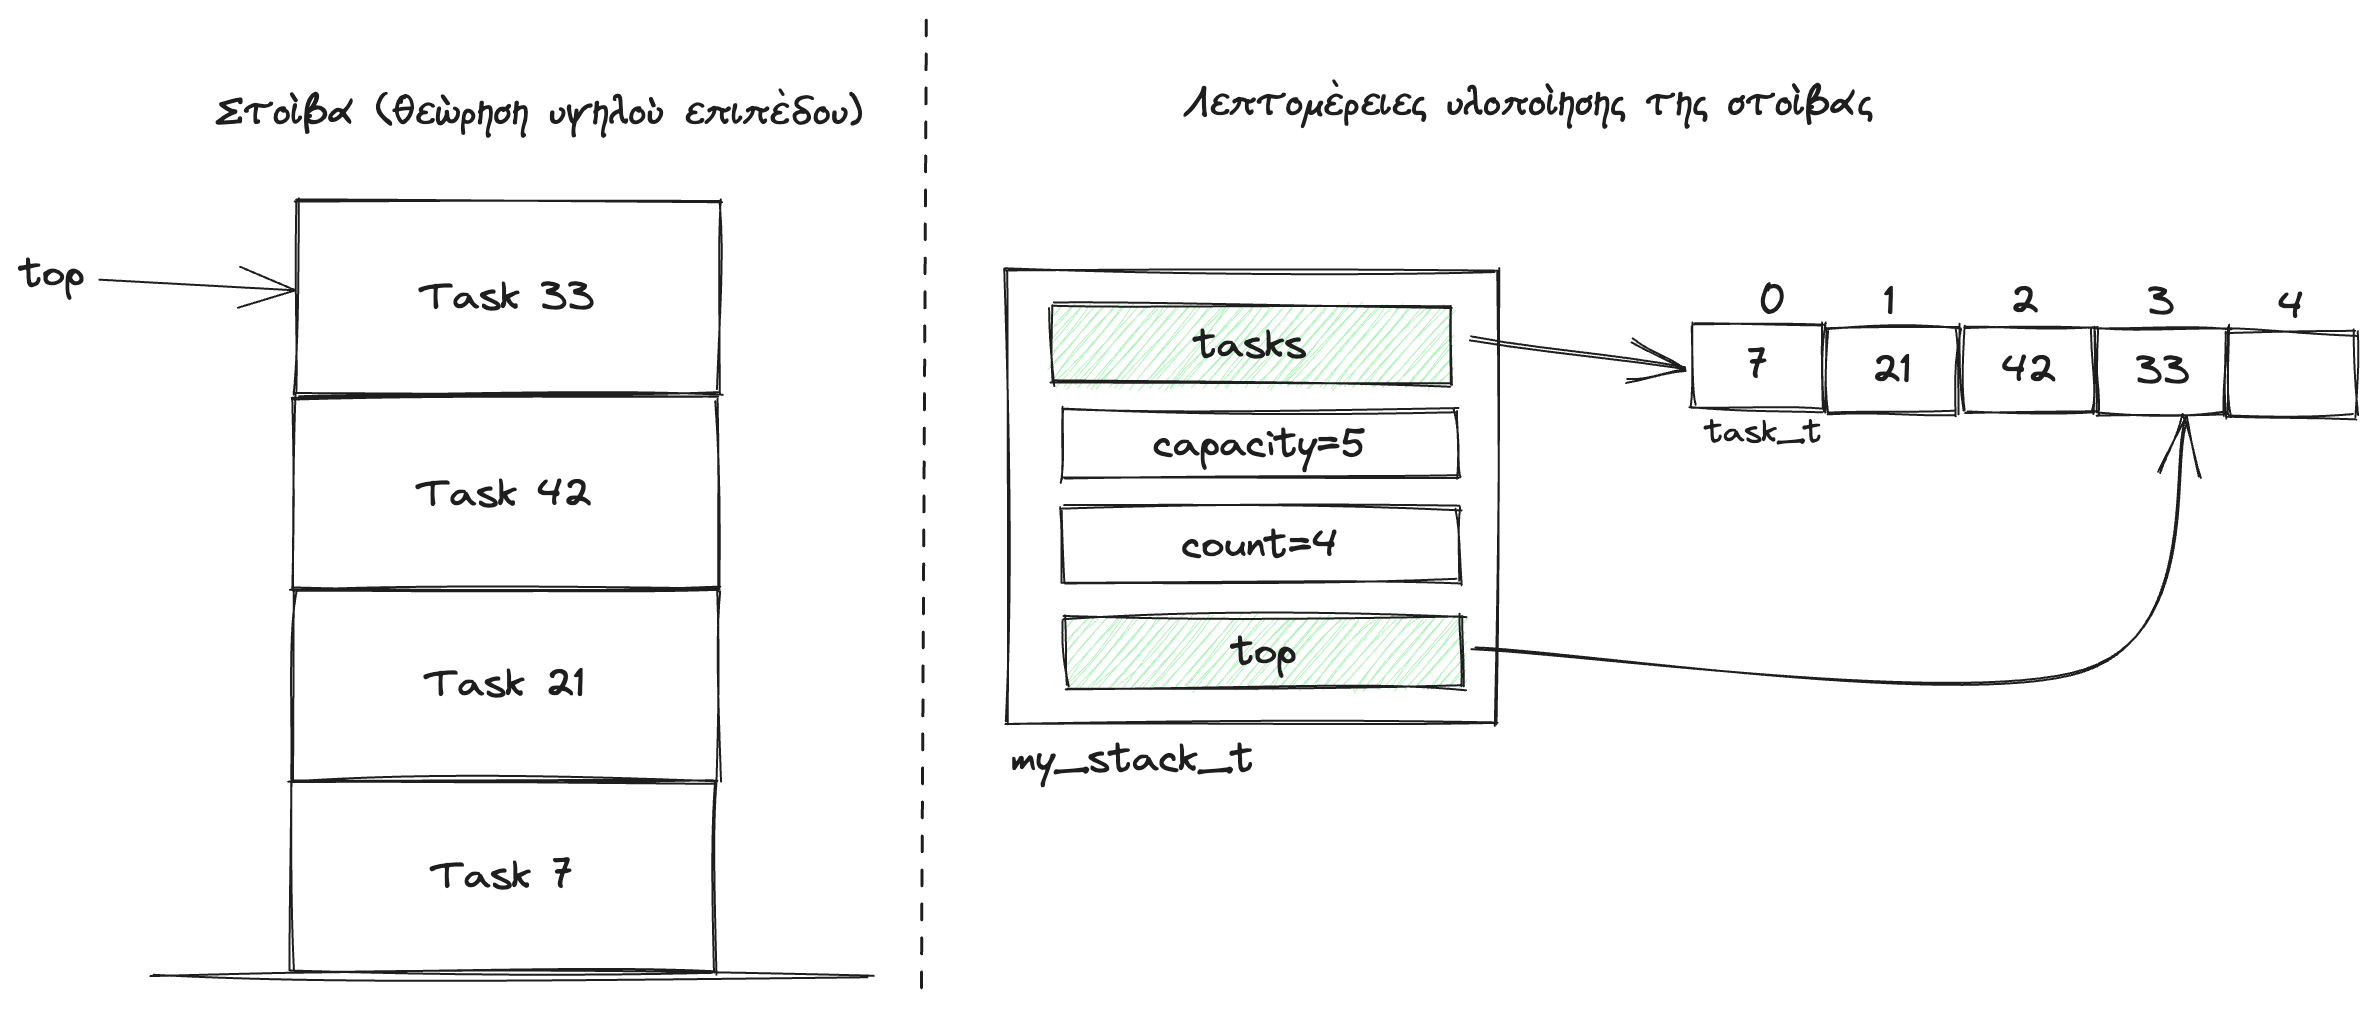 Στοίβα (θεώρηση υψηλού επιπέδου)
top
Task 33
Task 42
Task 21
Task 7
Λεπτομέρειες υλοποίησης της στοίβας
tasks
capacity=5
count=4
top
my_stack_t
0 1 2 3 4
7 21 42 33
task_t